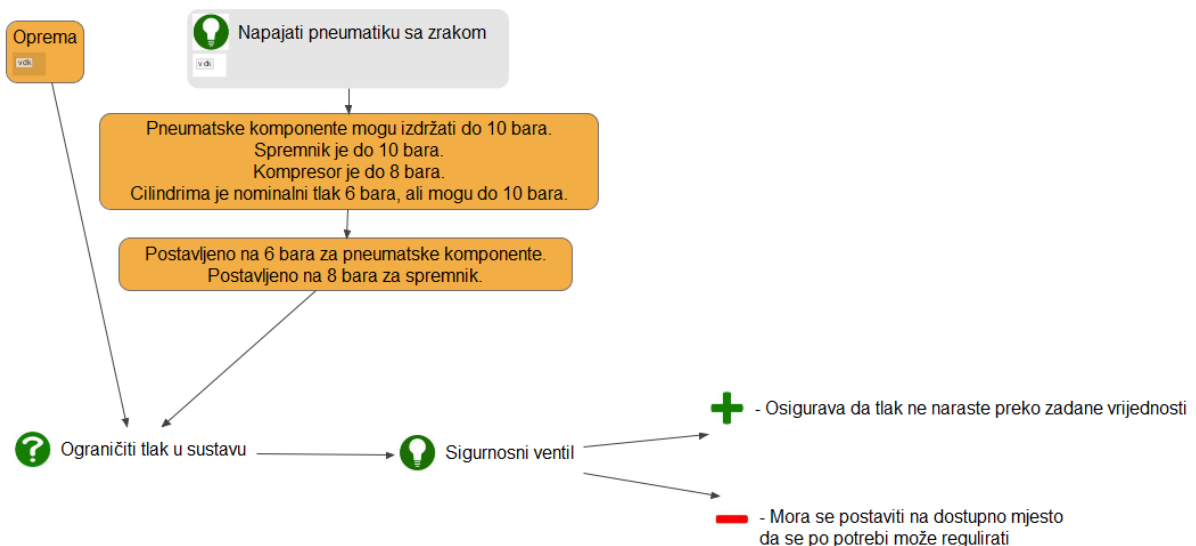 Oprema
vdk
Napajati pneumatiku sa zrakom
v dk
Pneumatske komponente mogu izdržati do 10 bara.
Spremnik je do 10 bara.
Kompresor je do 8 bara.
Cilindrima je nominalni tlak 6 bara, ali mogu do 10 bara.
Postavljeno na 6 bara za pneumatske komponente.
Postavljeno na 8 bara za spremnik.
Ograničiti tlak u sustavu
Sigurnosni ventil
- Osigurava da tlak ne naraste preko zadane vrijednosti
- Mora se postaviti na dostupno mjesto
da se po potrebi može regulirati